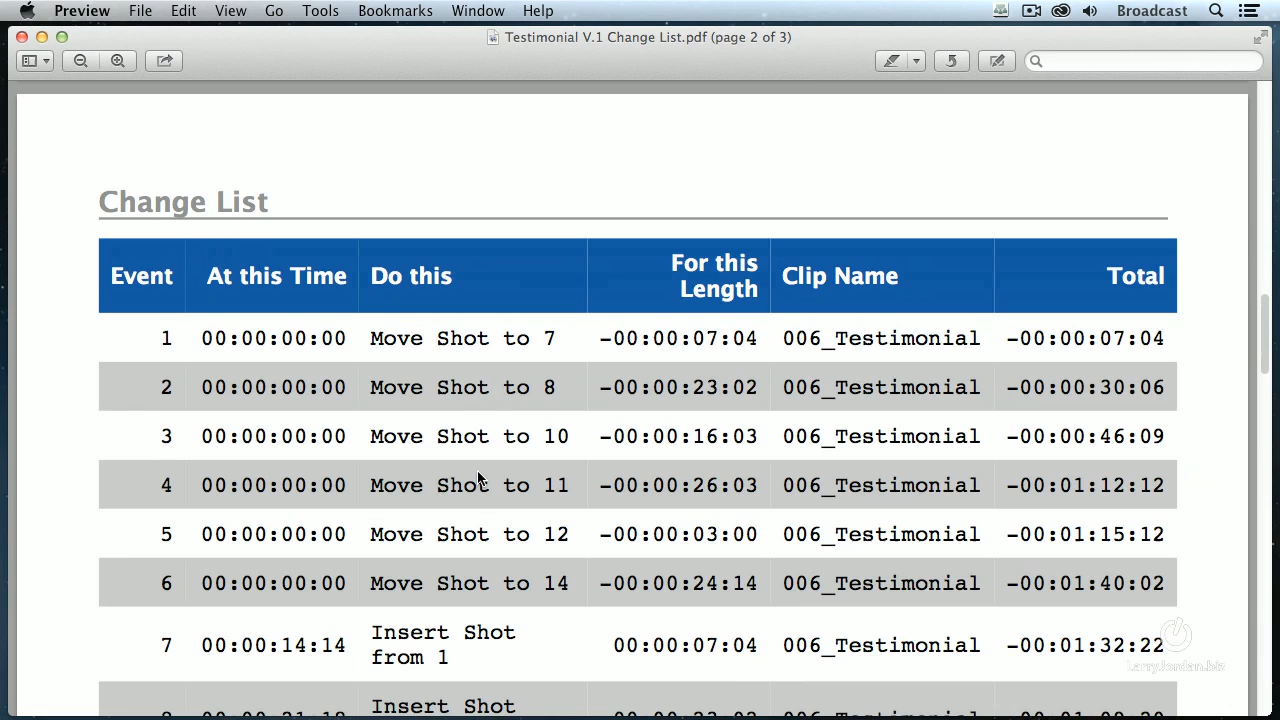 Preview File Edit View Go Tools Bookmarks Window Help Broadcast
Testimonial V.1 Change List.pdf (page 2 of 3)
Change List
Event At this Time Do this For this Length Clip Name Total
1 00:00:00:00 Move Shot to 7 -00:00:07:04 006_Testimonial -00:00:07:04
2 00:00:00:00 Move Shot to 8 -00:00:23:02 006_Testimonial -00:00:30:06
3 00:00:00:00 Move Shot to 10 -00:00:16:03 006_Testimonial -00:00:46:09
4 00:00:00:00 Move Shot to 11 -00:00:26:03 006_Testimonial -00:01:12:12
5 00:00:00:00 Move Shot to 12 -00:00:03:00 006_Testimonial -00:01:15:12
6 00:00:00:00 Move Shot to 14 -00:00:24:14 006_Testimonial -00:01:40:02
7 00:00:14:14 Insert Shot from 1 00:00:07:04 006_Testimonial -00:01:32:22
LarryJordan.biz
Insert Shot